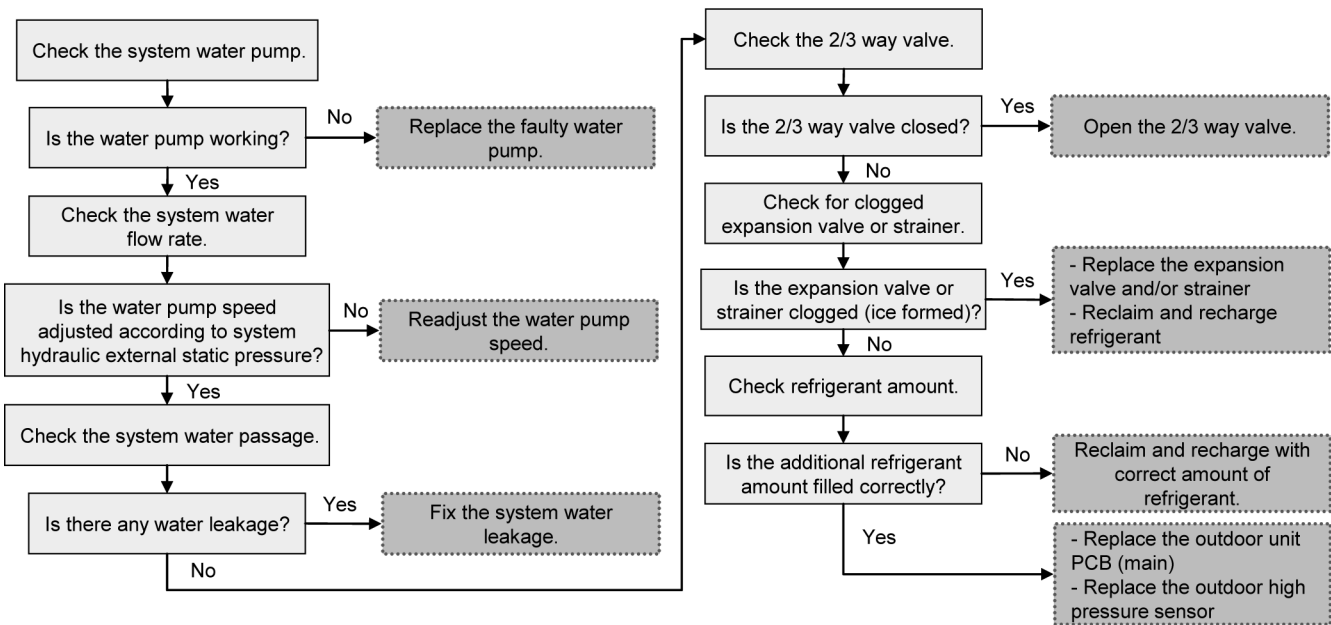 Check the system water pump.
Is the water pump working?
No
Replace the faulty water
pump.
Yes
Check the system water
flow rate.
Is the water pump speed
adjusted according to system
hydraulic external static pressure?
No
Readjust the water pump
speed.
Yes
Check the system water passage.
Is there any water leakage?
Yes
Fix the system water
leakage.
No
Check the 2/3 way valve.
Is the 2/3 way valve closed?
Yes
Open the 2/3 way valve.
No
Check for clogged
expansion valve or strainer.
Is the expansion valve or
strainer clogged (ice formed)?
Yes
- Replace the expansion
valve and/or strainer
- Reclaim and recharge
refrigerant
No
Check refrigerant amount.
Is the additional refrigerant
amount filled correctly?
No
Reclaim and recharge with
correct amount of
refrigerant.
Yes
- Replace the outdoor unit
PCB (main)
- Replace the outdoor high
pressure sensor